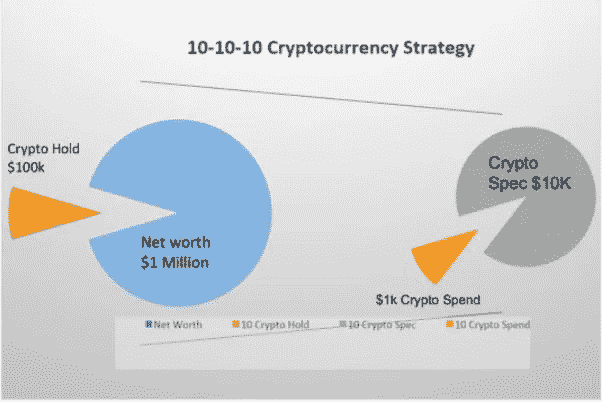 10-10-10 Cryptocurrency Strategy
Crypto Hold
$100k
Net worth
$1 Million
Crypto
Spec $10K
$1k Crypto Spend
Net Worth
10 Crypto Hold
10 Crypto Spec
10 Crypto Spend